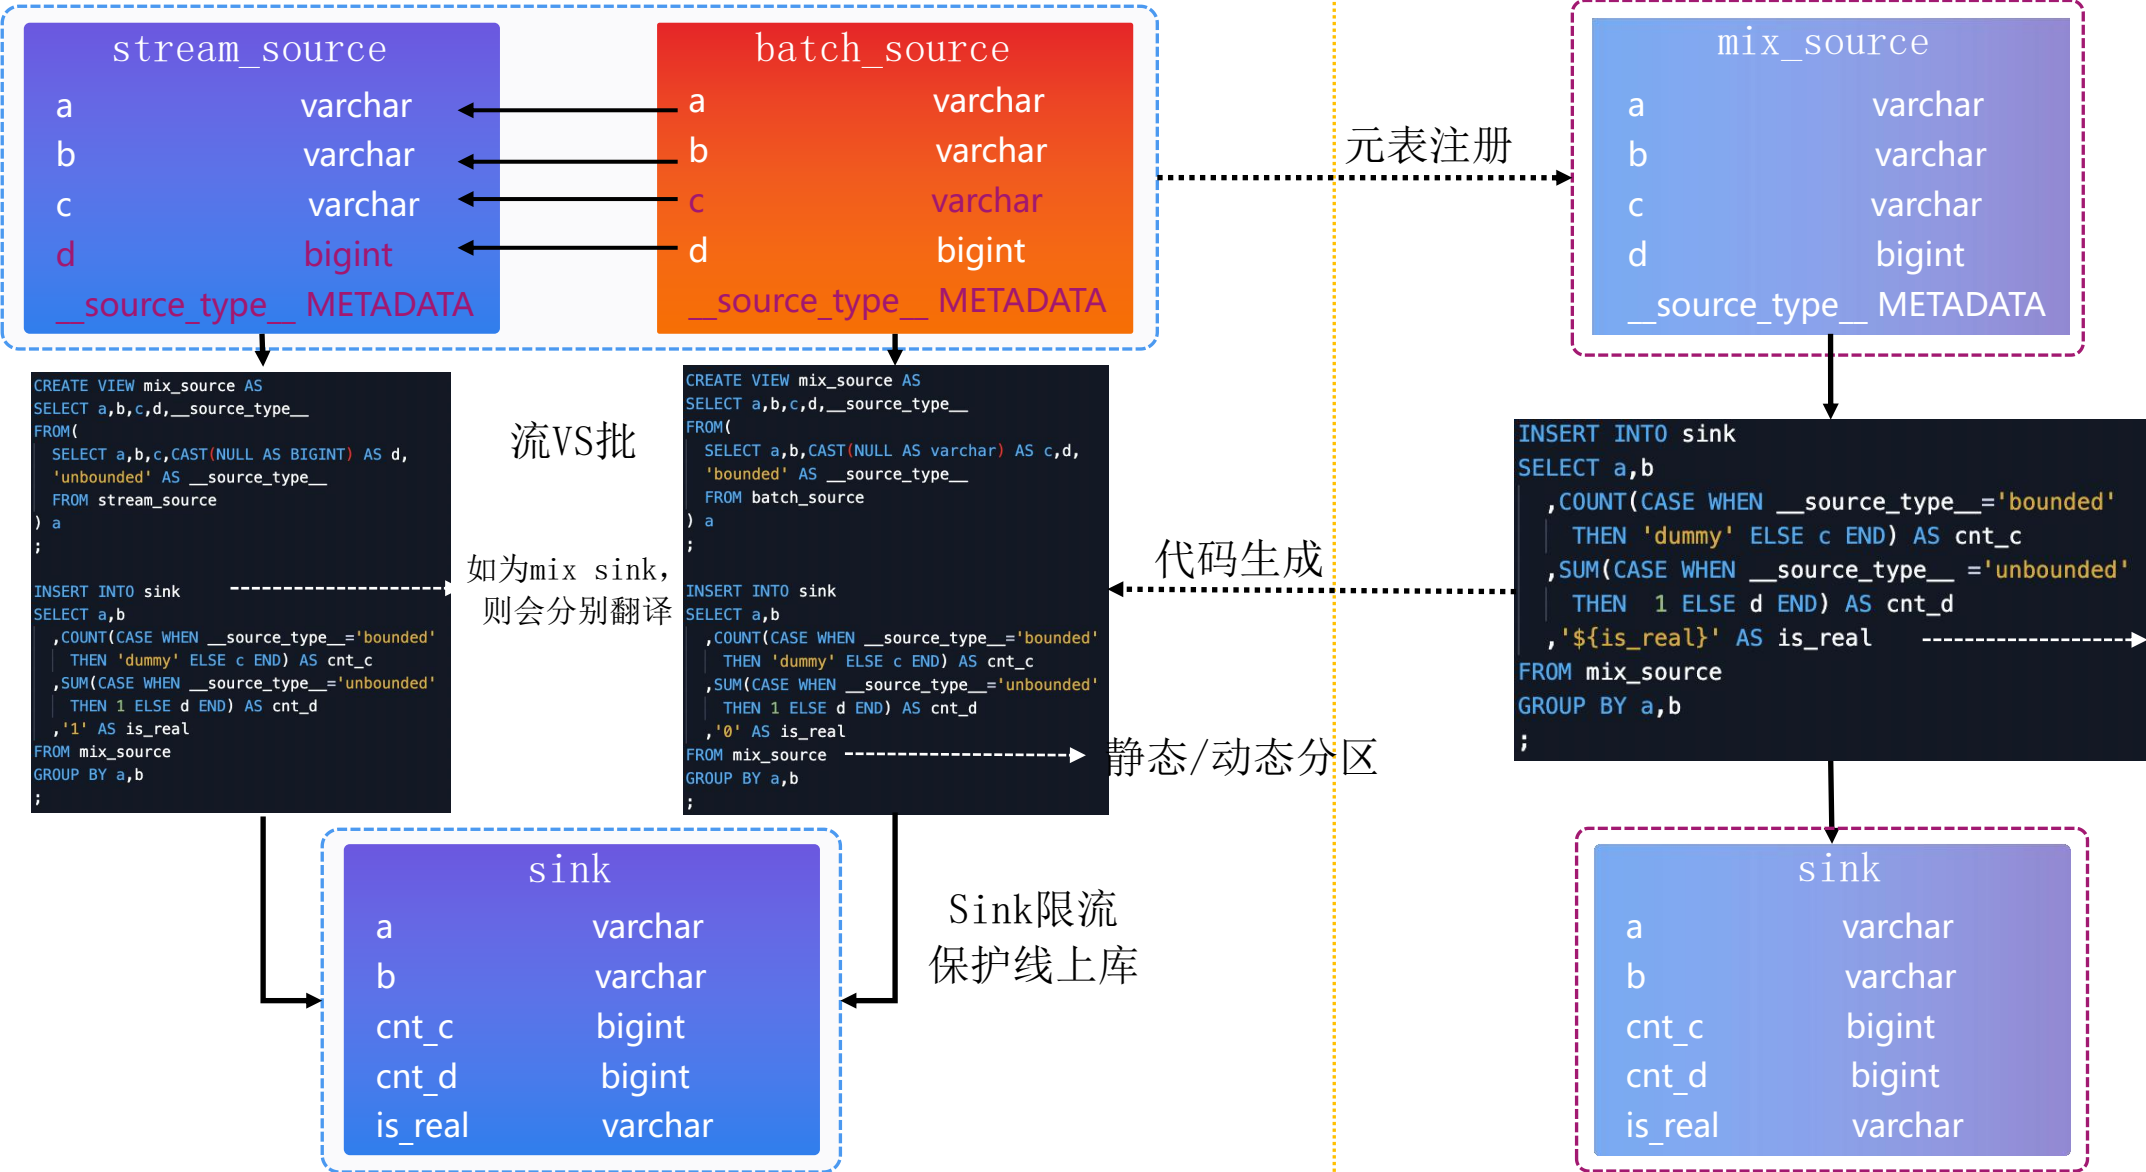 stream_source
a varchar
b varchar
c varchar
d bigint
__source_type__ METADATA
batch_source
a varchar
b varchar
c varchar
d bigint
__source_type__ METADATA
元表注册
mix_source
a varchar
b varchar
c varchar
d bigint
__source_type__ METADATA
CREATE VIEW mix_source AS
SELECT a,b,c,d,__source_type__
FROM(
SELECT a,b,c,CAST(NULL AS BIGINT) AS d,
'unbounded' AS __source_type__
FROM stream_source
) a
;
INSERT INTO sink
SELECT a,b
,COUNT(CASE WHEN __source_type__='bounded'
THEN 'dummy' ELSE c END) AS cnt_c
,SUM(CASE WHEN __source_type__='unbounded'
THEN 1 ELSE d END) AS cnt_d
,'1' AS is_real
FROM mix_source
GROUP BY a,b
;
流VS批
如为mix sink，
则会分别翻译
CREATE VIEW mix_source AS
SELECT a,b,c,d,__source_type__
FROM(
SELECT a,b,CAST(NULL AS varchar) AS c,d,
'bounded' AS __source_type__
FROM batch_source
) a
;
INSERT INTO sink
SELECT a,b
,COUNT(CASE WHEN __source_type__='bounded'
THEN 'dummy' ELSE c END) AS cnt_c
,SUM(CASE WHEN __source_type__='unbounded'
THEN 1 ELSE d END) AS cnt_d
,'0' AS is_real
FROM mix_source
GROUP BY a,b
;
代码生成
静态/动态分区
INSERT INTO sink
SELECT a,b
,COUNT(CASE WHEN __source_type__='bounded'
THEN 'dummy' ELSE c END) AS cnt_c
,SUM(CASE WHEN __source_type__ ='unbounded'
THEN 1 ELSE d END) AS cnt_d
,'${is_real}' AS is_real
FROM mix_source
GROUP BY a,b
;
sink
a varchar
b varchar
cnt_c bigint
cnt_d bigint
is_real varchar
Sink限流
保护线上库
sink
a varchar
b varchar
cnt_c bigint
cnt_d bigint
is_real varchar